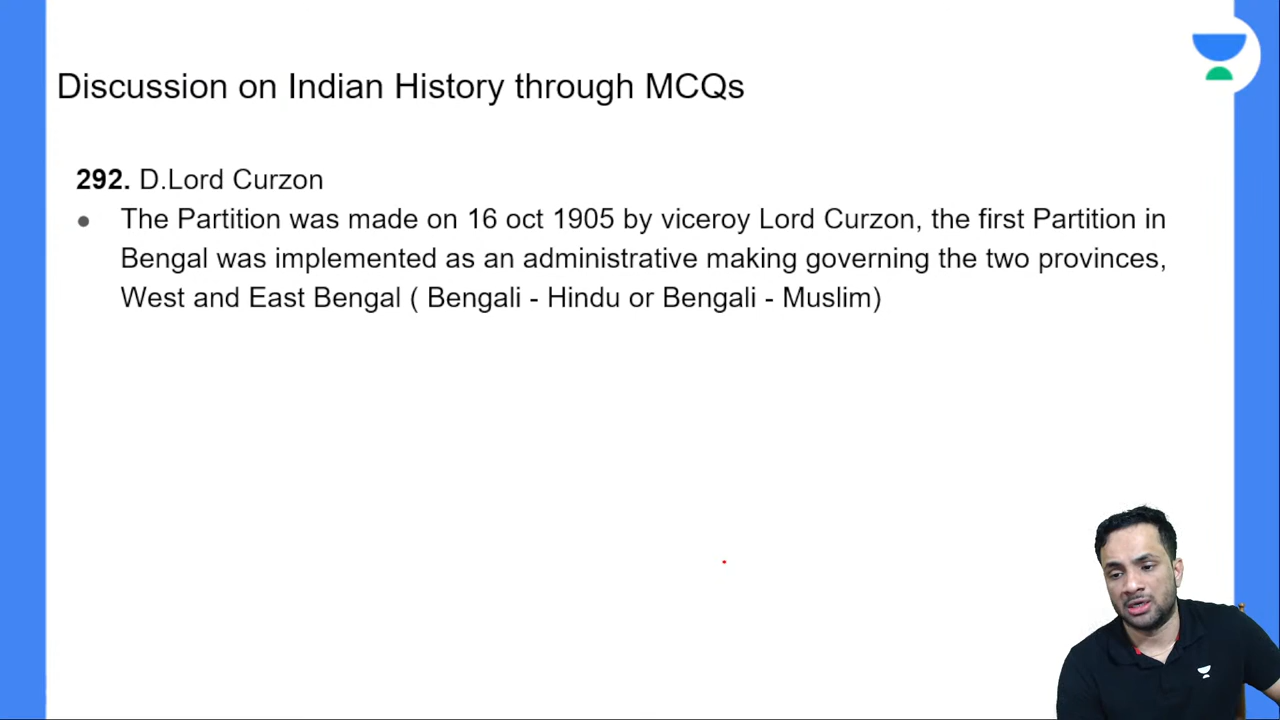 Discussion on Indian History through MCQs
292. D.Lord Curzon
● The Partition was made on 16 oct 1905 by viceroy Lord Curzon, the first Partition in
Bengal was implemented as an administrative making governing the two provinces,
West and East Bengal ( Bengali - Hindu or Bengali - Muslim)